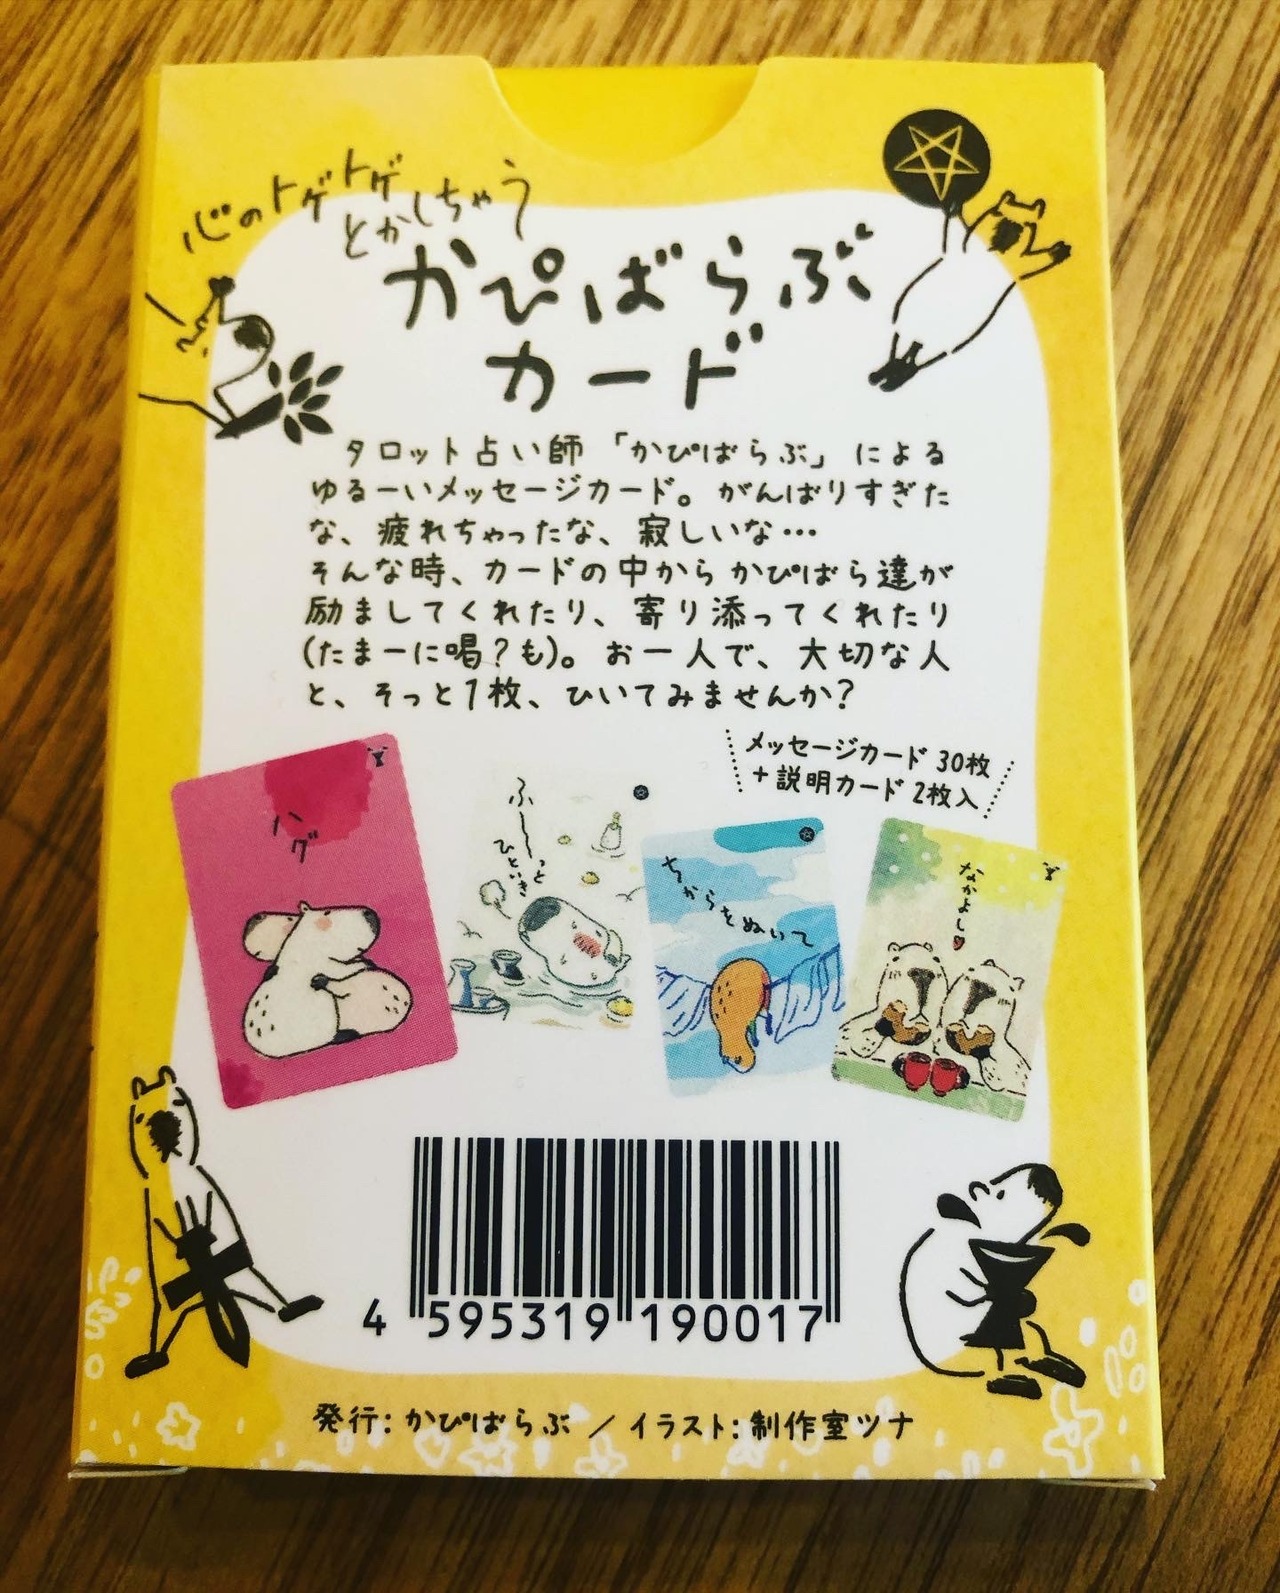 心のトゲトゲ
とかしちゃう
かぴばらぶ
カード
タロット占い師「かぴばらぶ」による
ゆるーいメッセージカード。がんばりすぎた
な、疲れちゃったな、寂しいな…
そんな時、カードの中からかぴばら達が
励ましてくれたり、寄り添ってくれたり
(たまーに喝?も)。お一人で、大切な人
と、そっと1枚、ひいてみませんか?
メッセージカード 30枚
+ 説明カード 2枚入
ハグ
ふ〜っと
ひといき
ちからをぬいて
なかよし♥
4 595319 190017
発行:かぴばらぶ / イラスト:制作室ツナ